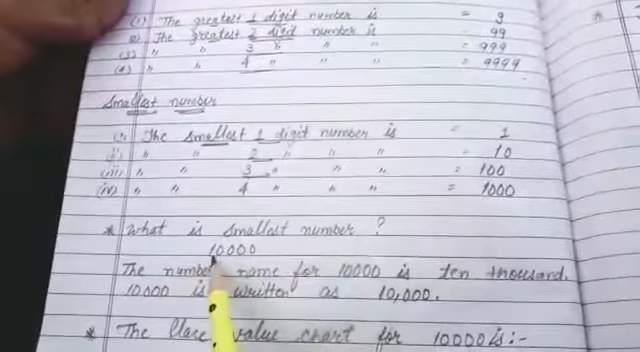 (1) The greatest 1 digit number is = 9
2) The greatest 2 digit number is 99
(3) " " 3 " " " = 999
(4) " " 4 " " " = 9999
Smallest number
(i) The smallest 1 digit number is = 1
ii) " " 2 " " " = 10
(iii) " " 3 " " " = 100
(iv) " " 4 " " " = 1000
* What is smallest number ?
10000
The number name for 10000 is ten thousand.
10000 is written as 10,000.
* The Place value chart for 10000 is :-